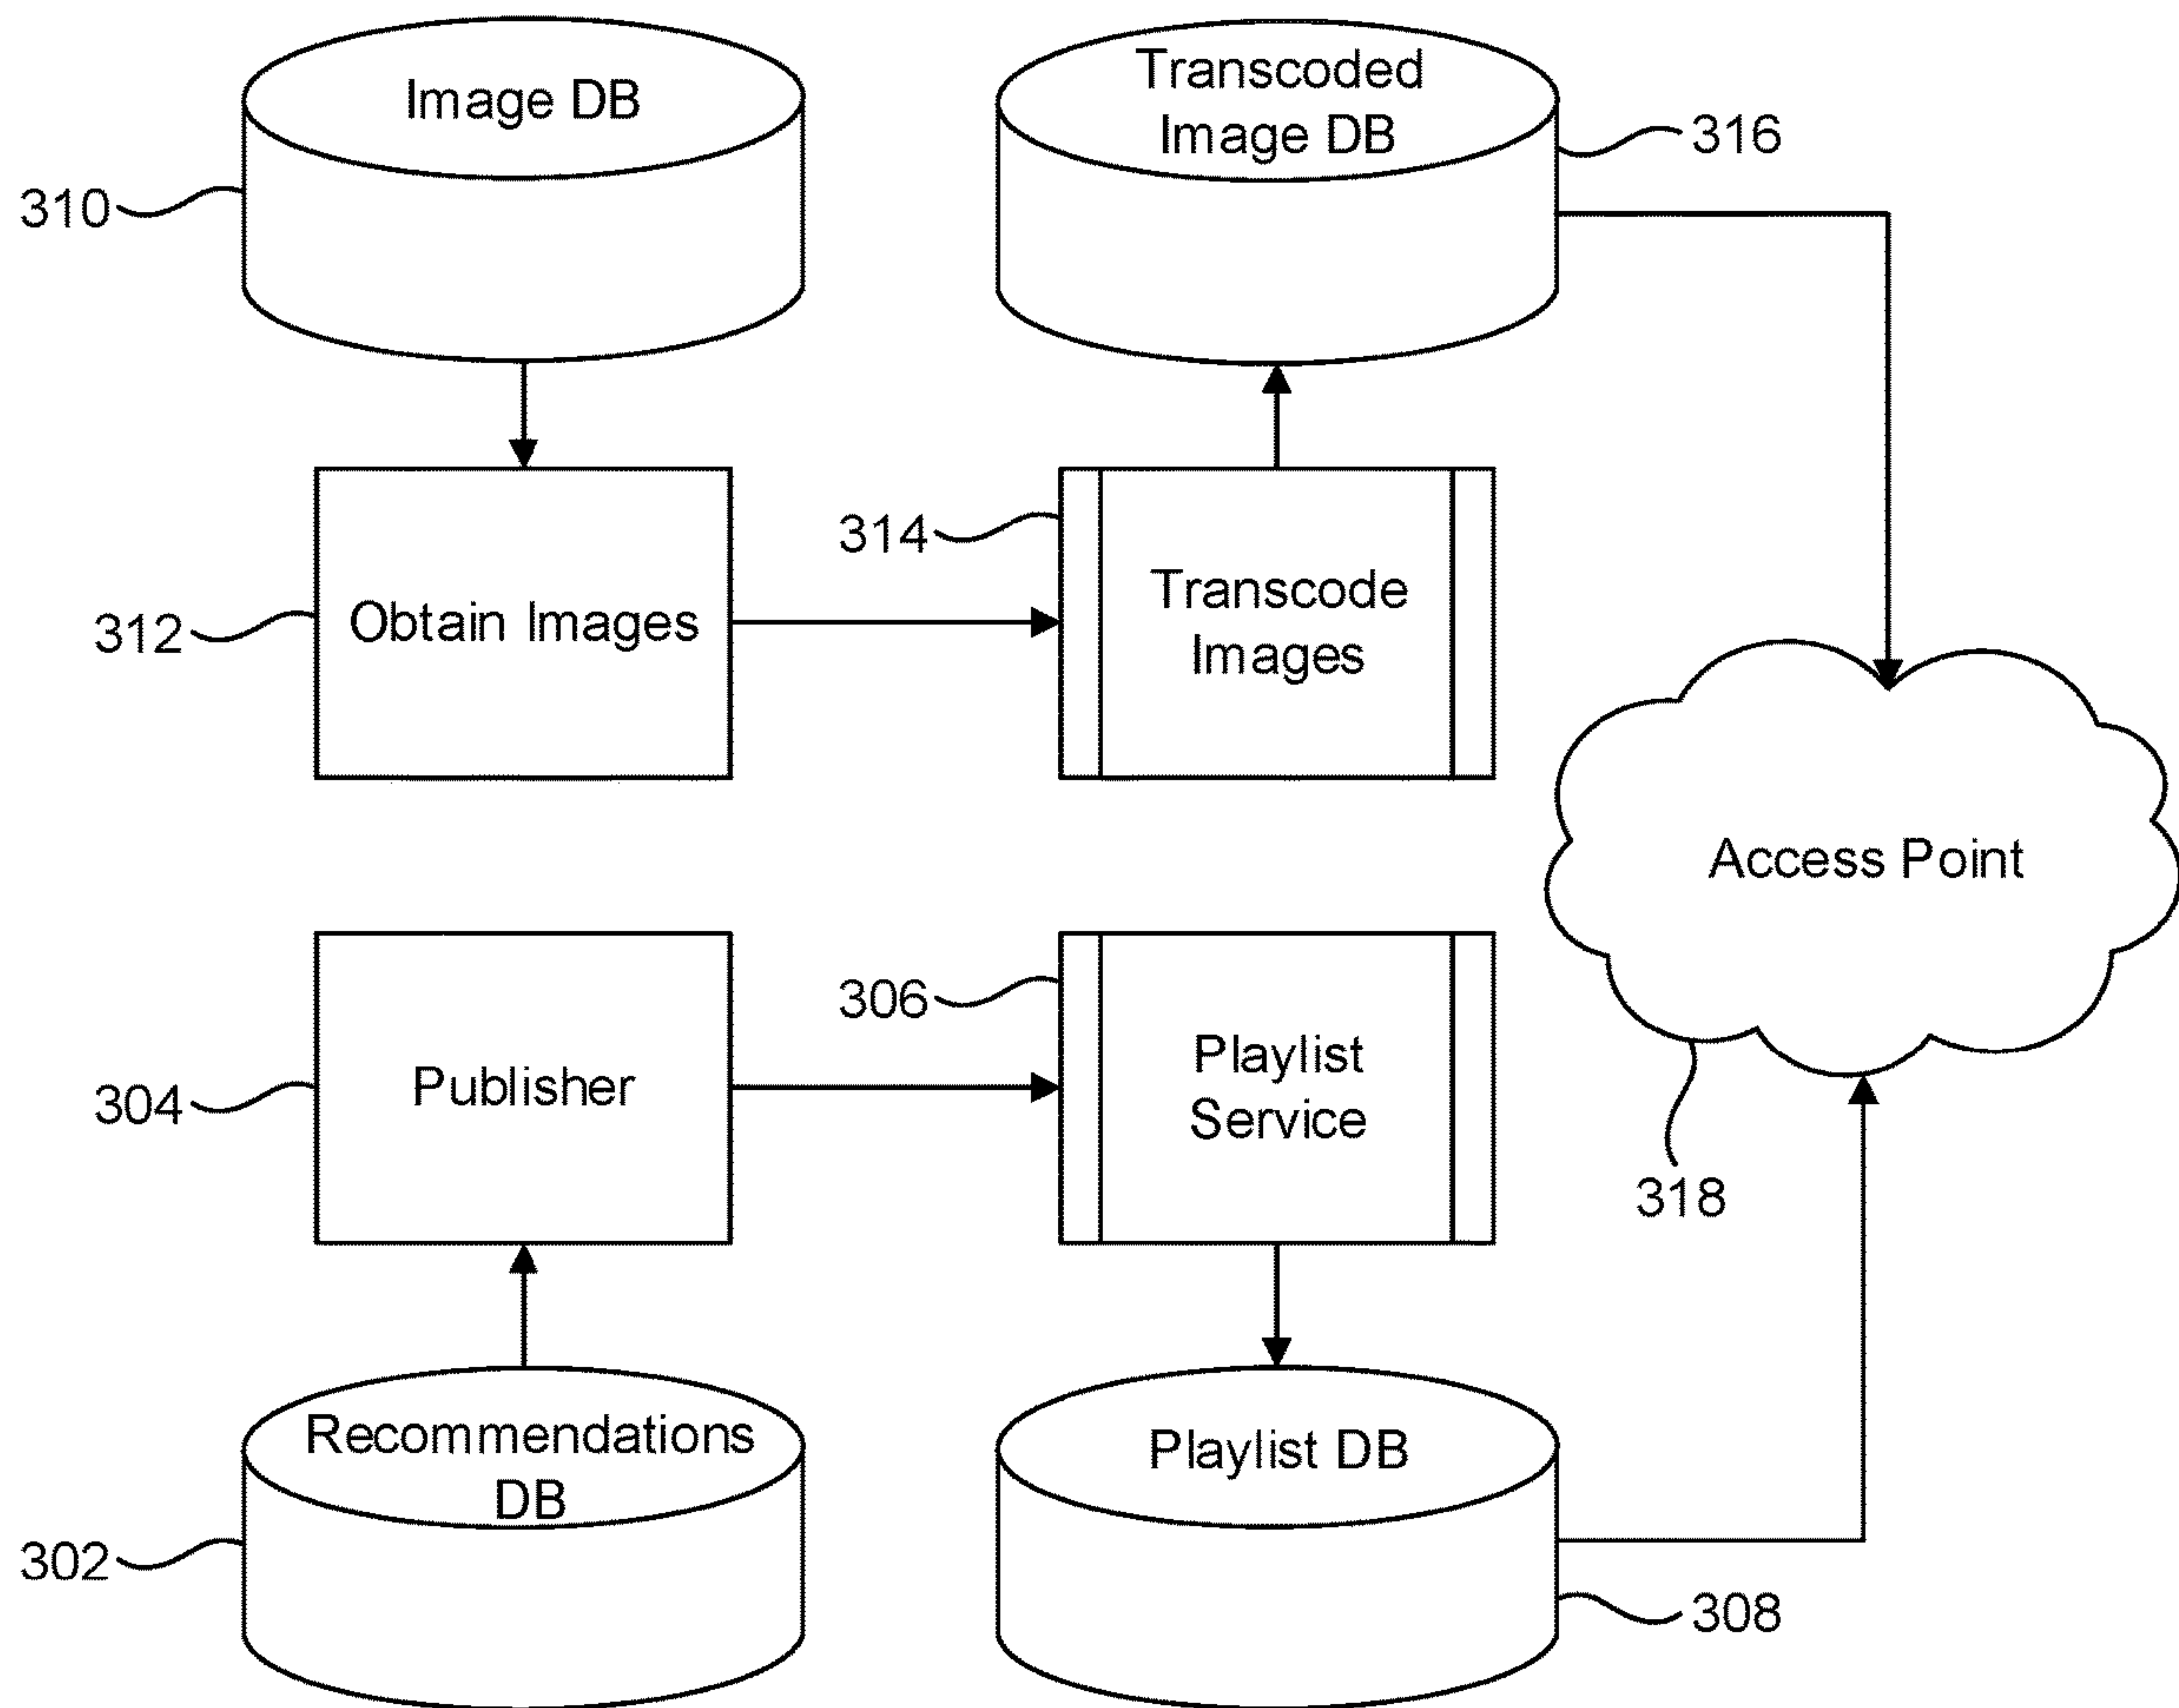 Image DB
Transcoded
Image DB
316
310
314
Transcode
Images
312
Obtain Images
Access Point
306
Playlist
Service
304
Publisher
318
Recommendations
DB
Playlist DB
302
308